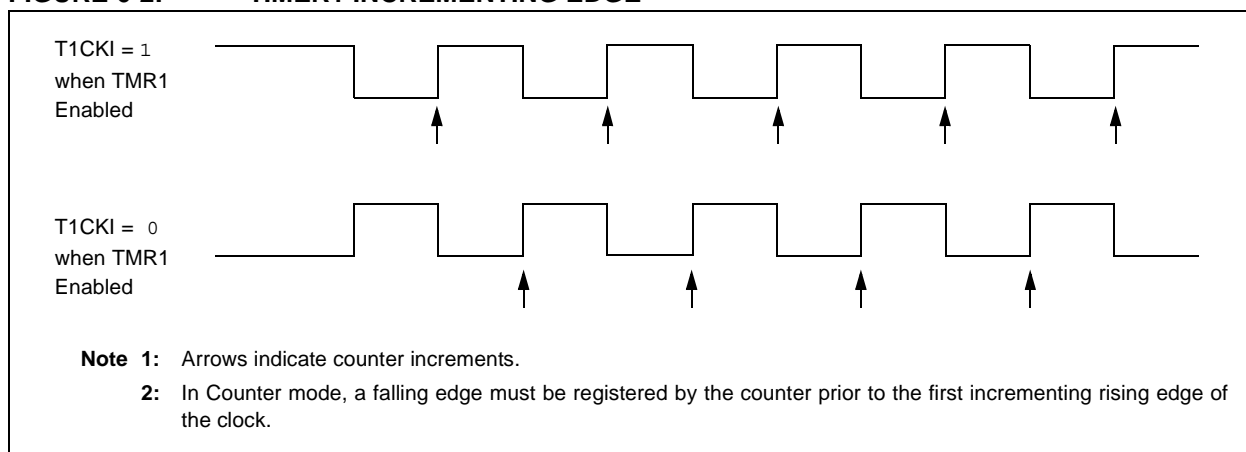 T1CKI = 1
when TMR1
Enabled
T1CKI = 0
when TMR1
Enabled
Note 1: Arrows indicate counter increments.
2: In Counter mode, a falling edge must be registered by the counter prior to the first incrementing rising edge of
the clock.